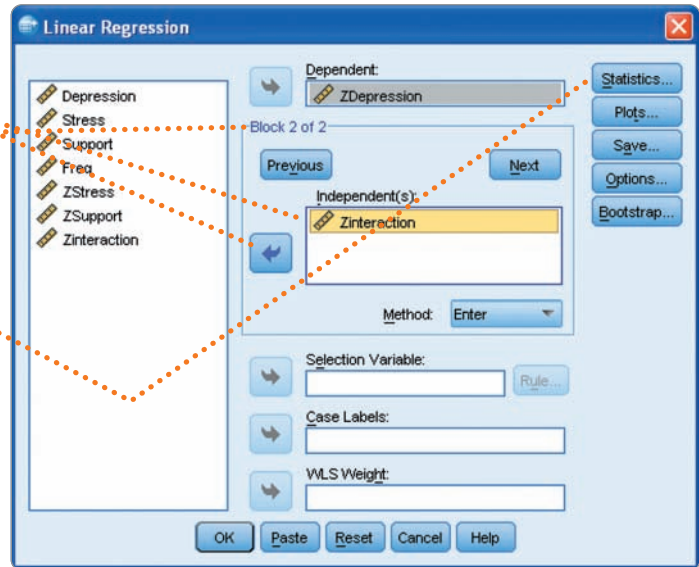 Linear Regression
Depression
Stress
Support
Freq
ZStress
ZSupport
Zinteraction
Dependent:
ZDepression
Block 2 of 2
Previous
Next
Independent(s):
Zinteraction
Method:
Enter
Selection Variable:
Rule...
Case Labels:
WLS Weight:
Statistics...
Plots...
Save...
Options...
Bootstrap...
OK
Paste
Reset
Cancel
Help